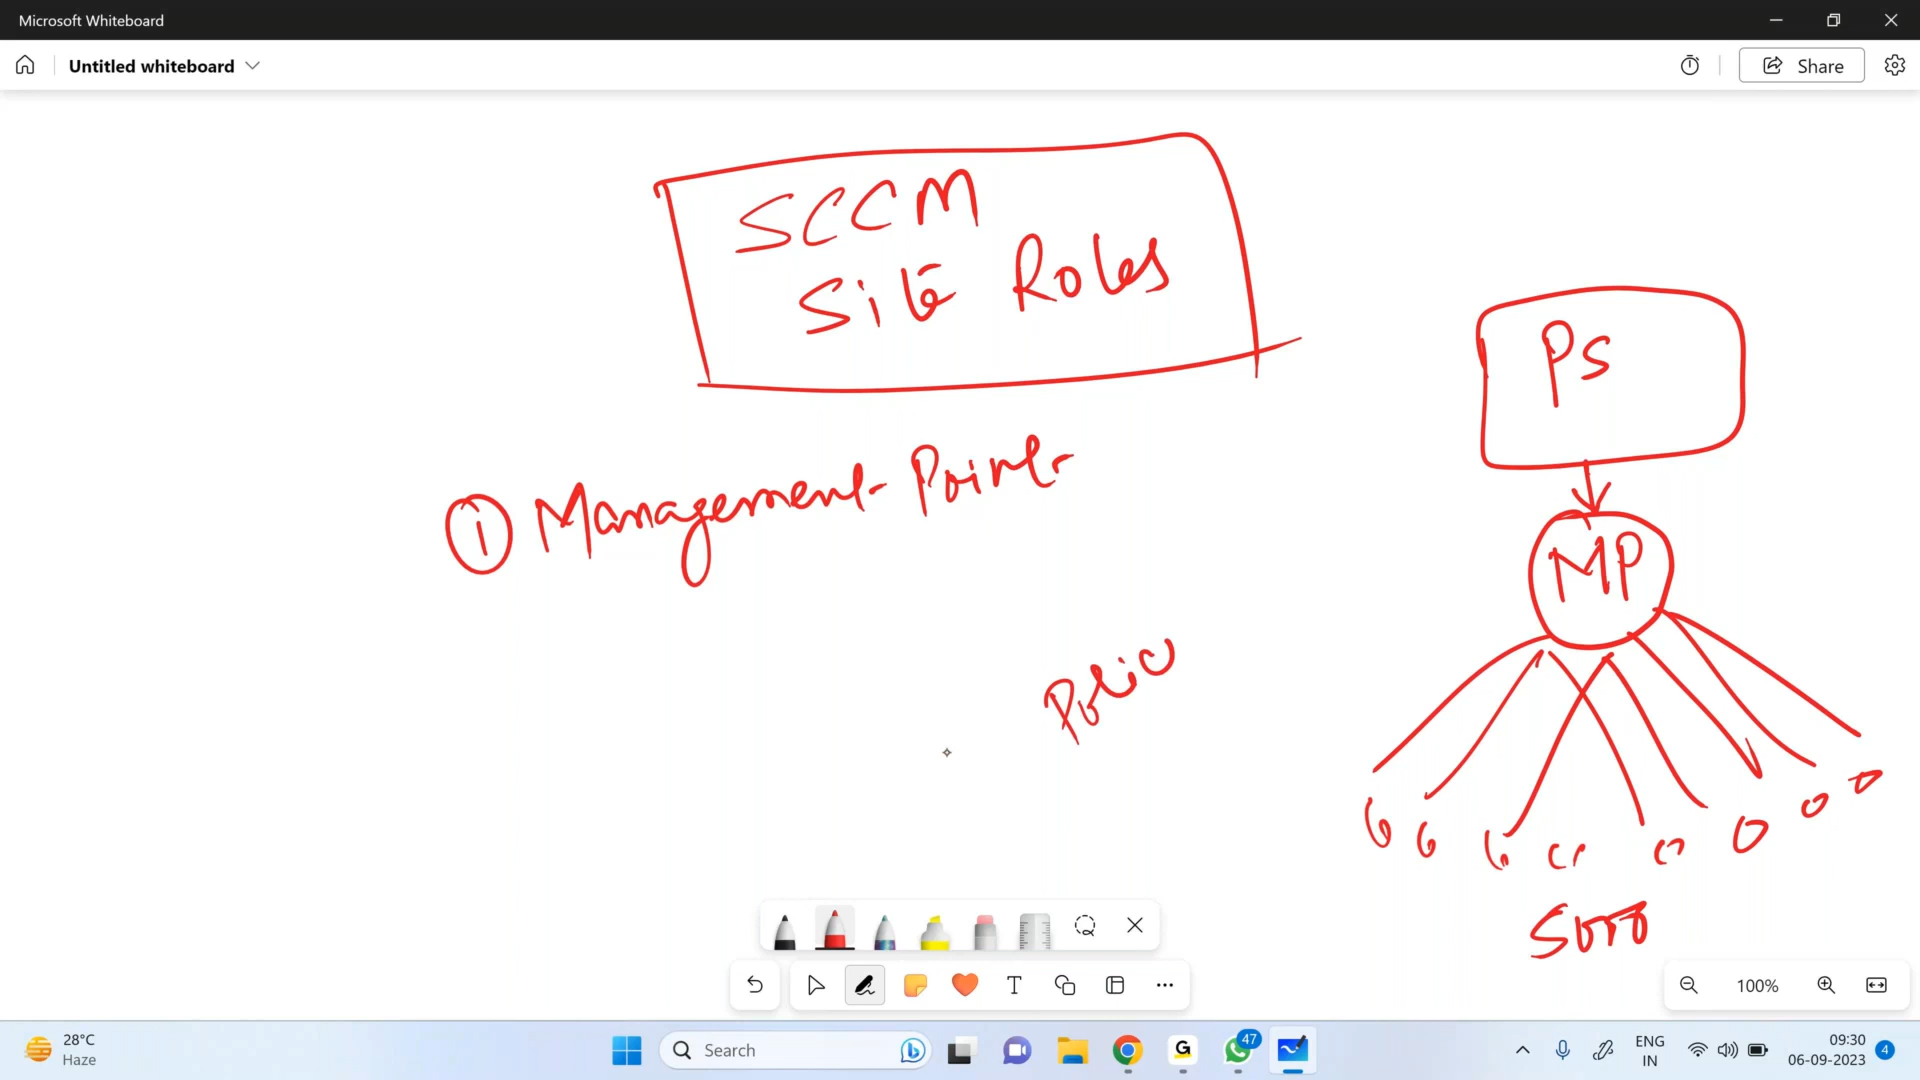 Microsoft Whiteboard
Untitled whiteboard
Share
SCCM
Site Roles
① Management Point
PS
MP
Polic
5000
100%
28°C
Haze
Search
47
ENG
IN
09:30
06-09-2023
4